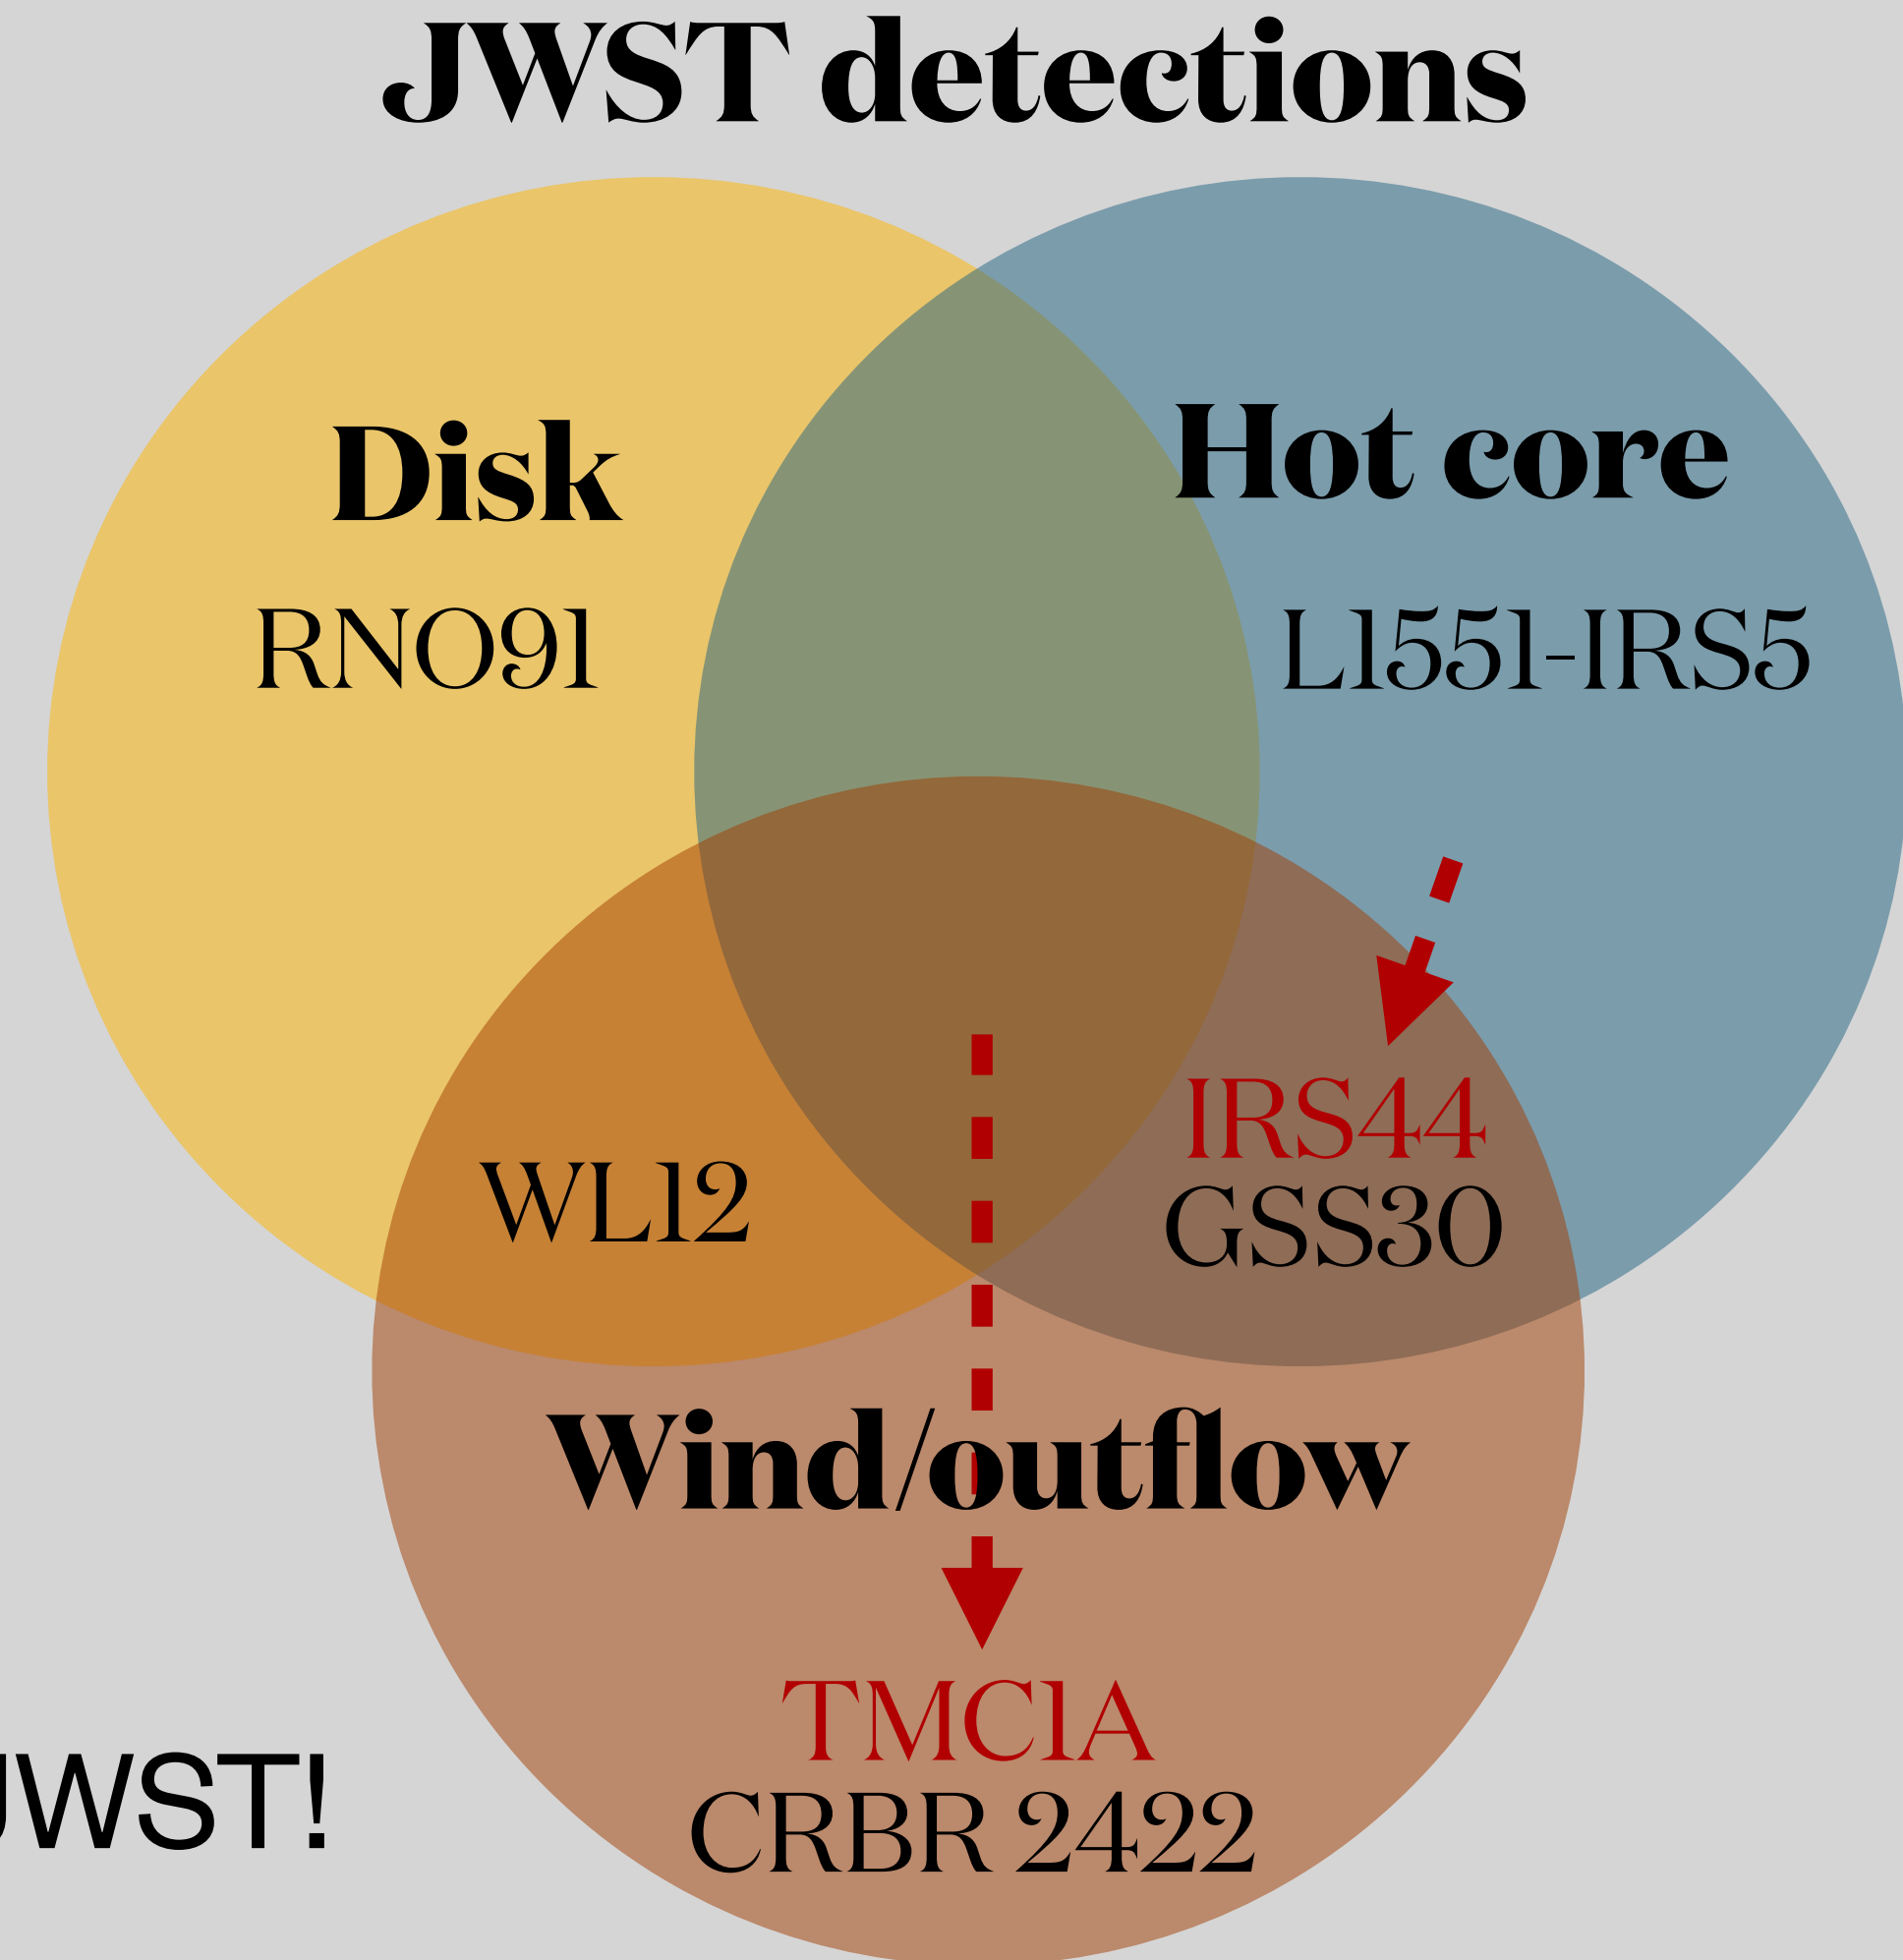 JWST detections
Disk
Hot core
RNO91
L1551-IRS5
IRS44
WL12
GSS30
Wind/outflow
TMC1A
JWST!
CRBR 2422